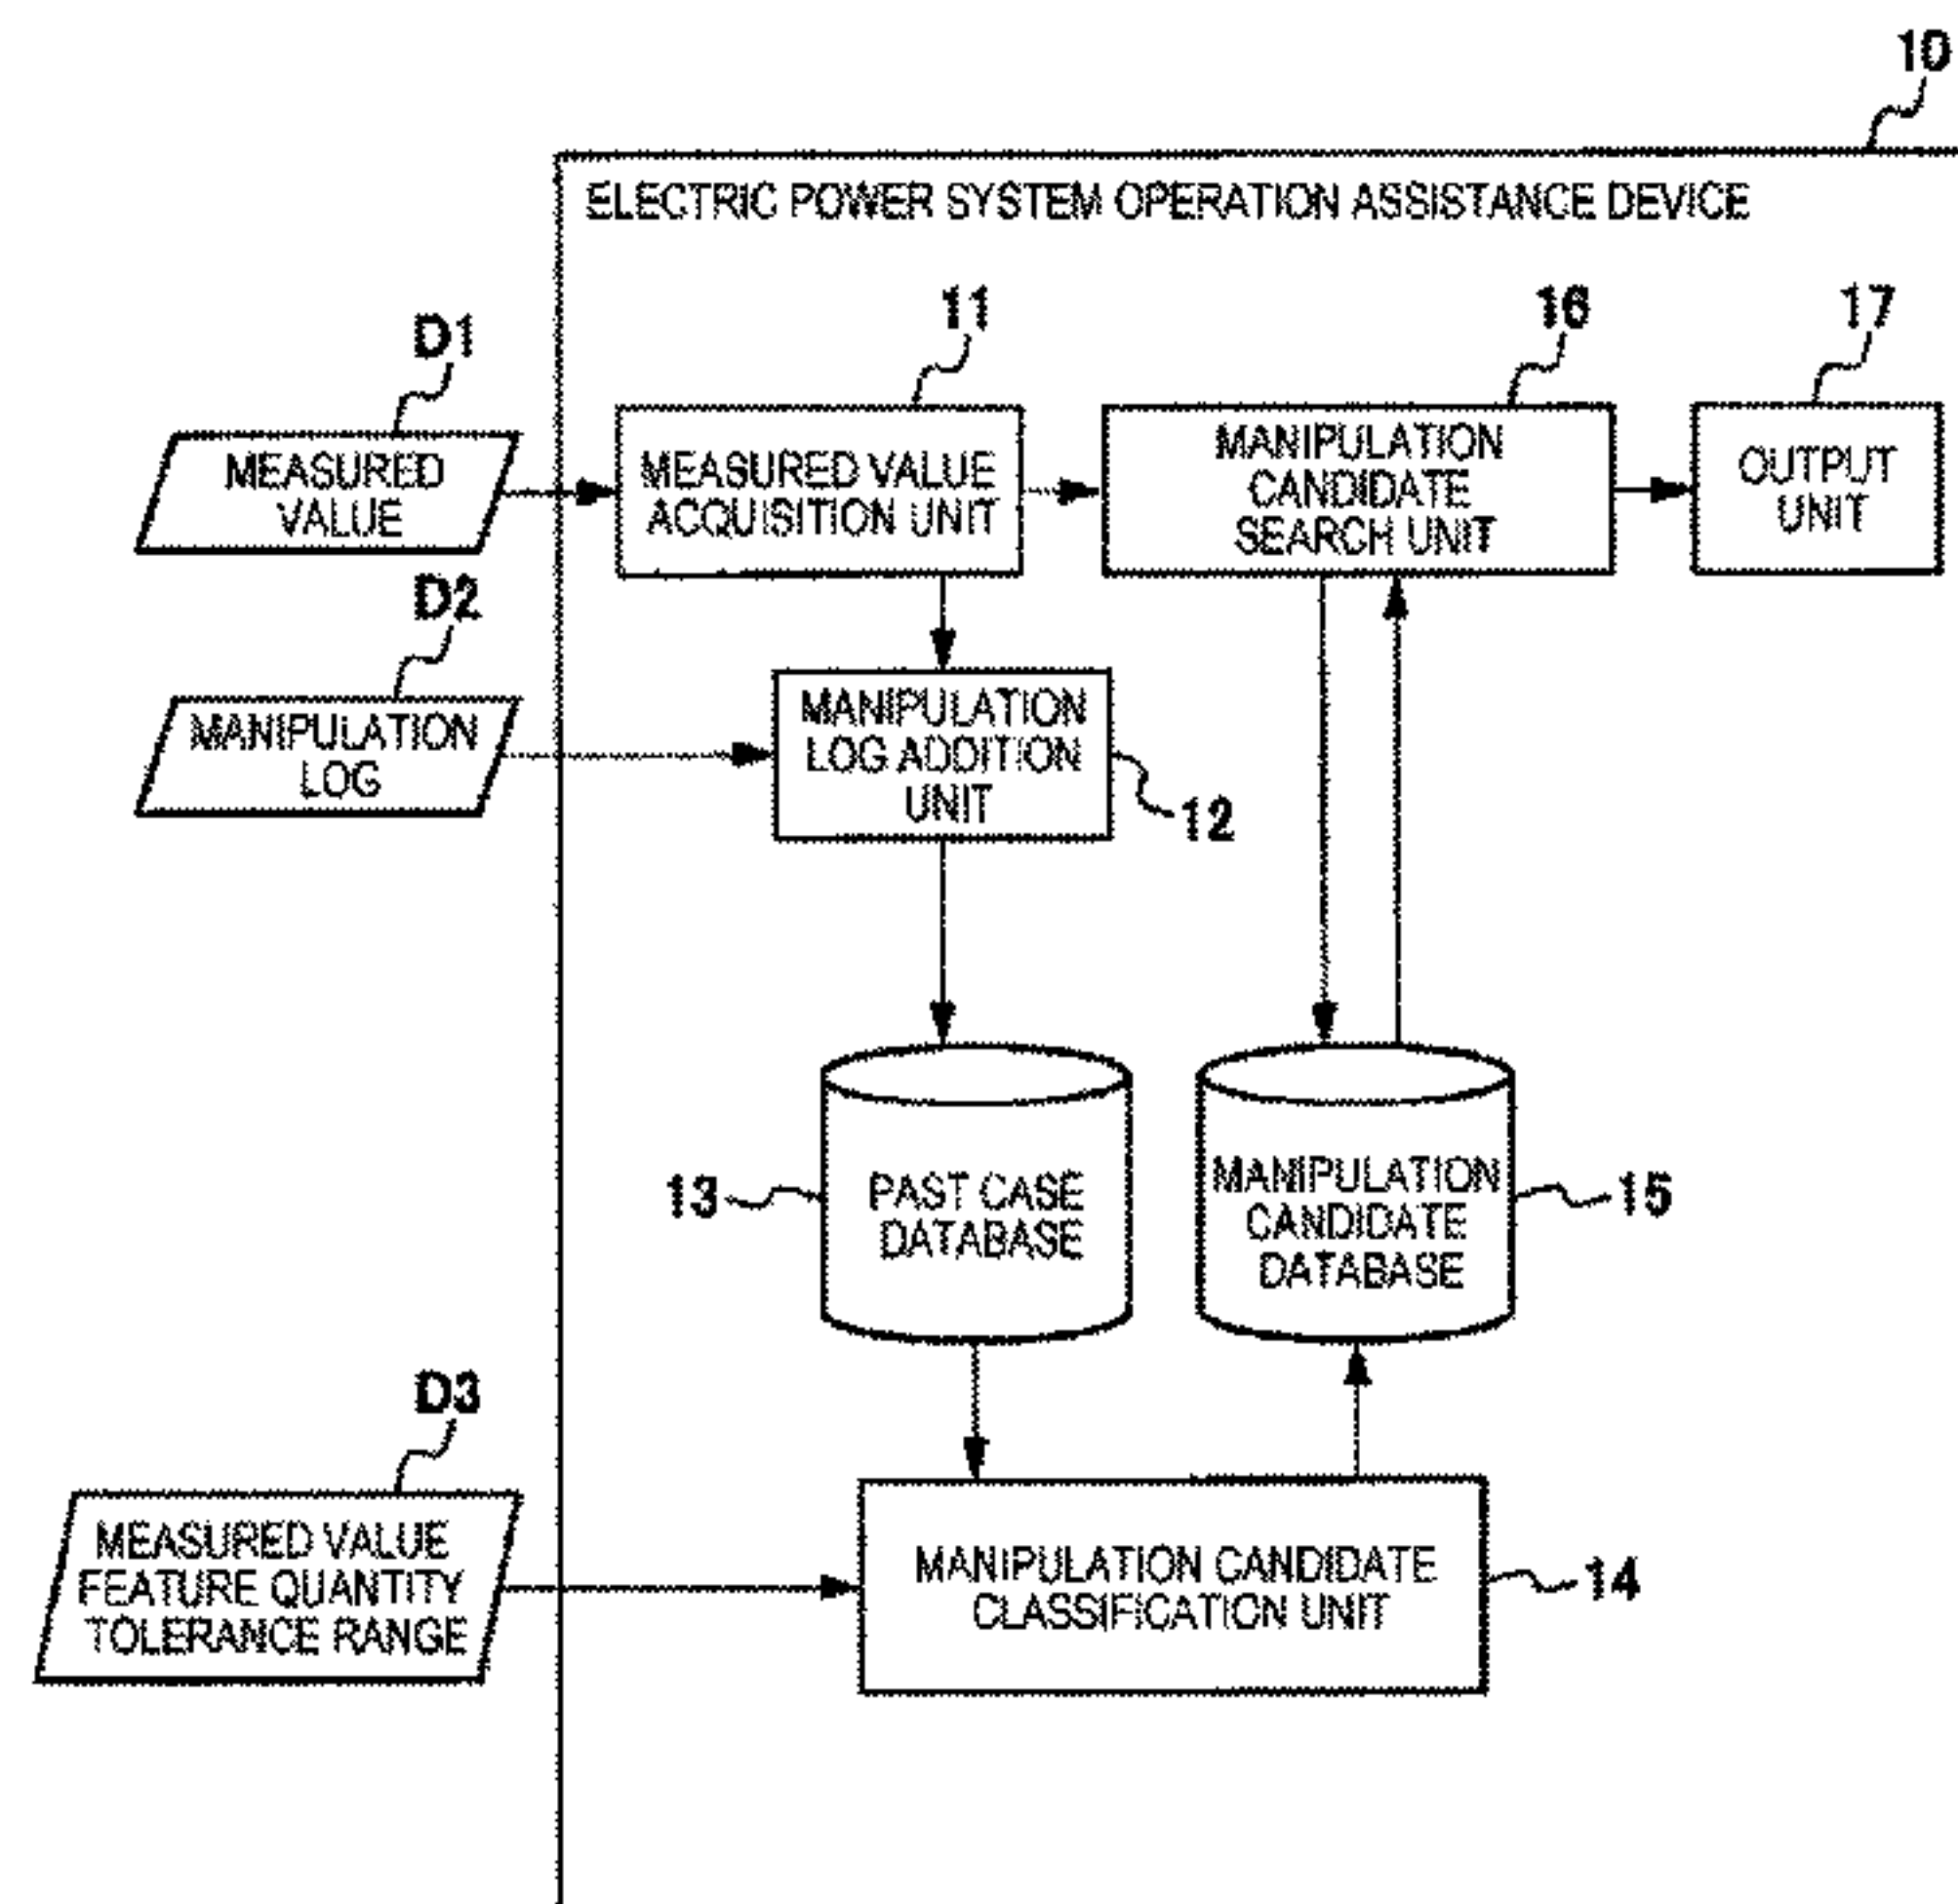 10
ELECTRIC POWER SYSTEM OPERATION ASSISTANCE DEVICE
D1
11
16
17
MEASURED
VALUE
MEASURED VALUE
ACQUISITION UNIT
MANIPULATION
CANDIDATE
SEARCH UNIT
OUTPUT
UNIT
D2
MANIPULATION
LOG
MANIPULATION
LOG ADDITION
UNIT
12
13
PAST CASE
DATABASE
MANIPULATION
CANDIDATE
DATABASE
15
D3
MEASURED VALUE
FEATURE QUANTITY
TOLERANCE RANGE
MANIPULATION CANDIDATE
CLASSIFICATION UNIT
14